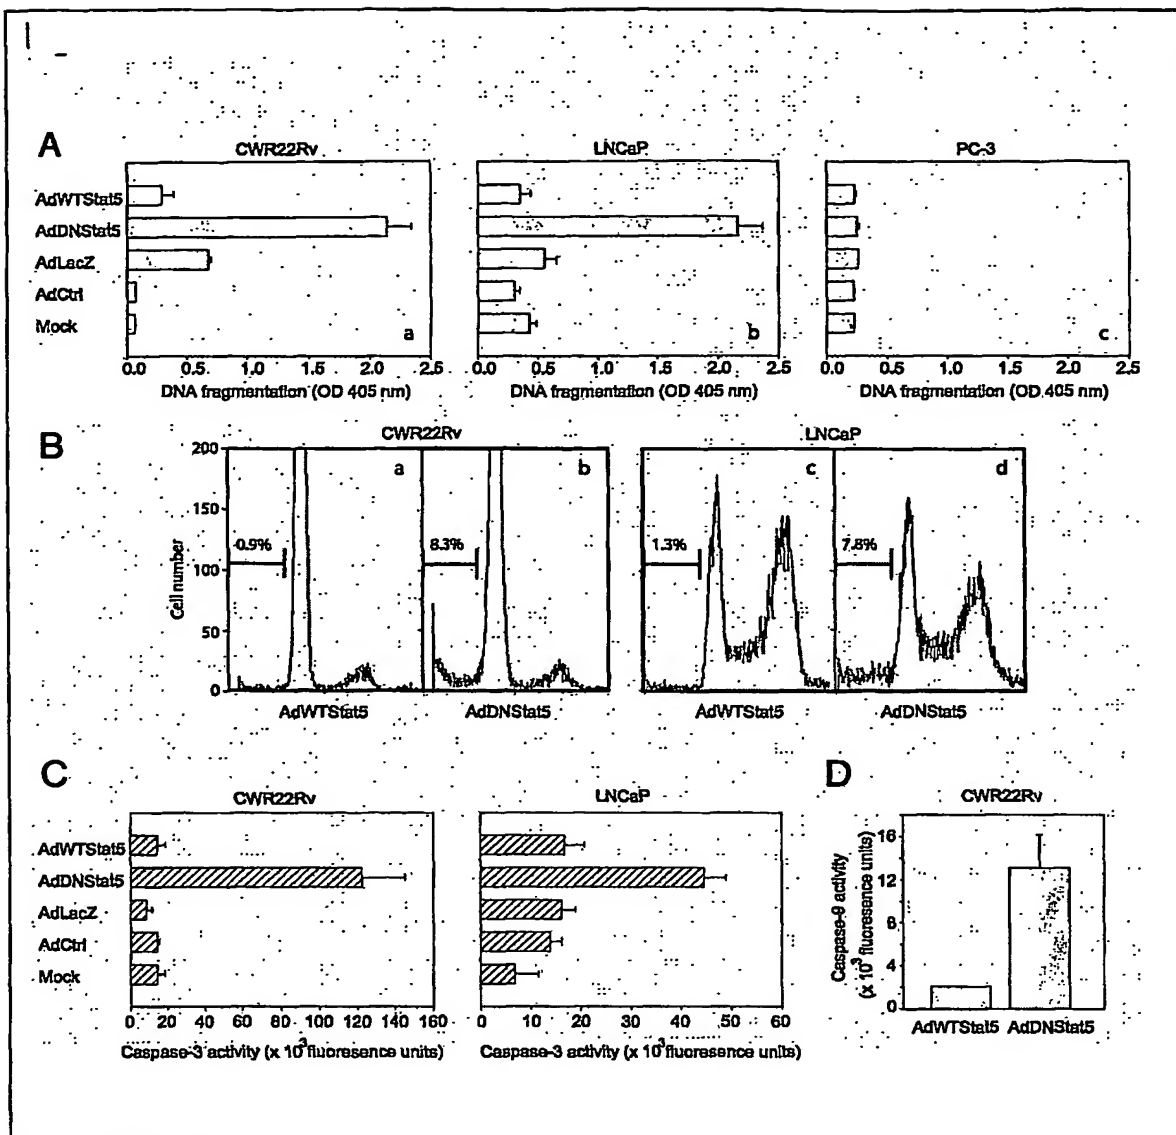 A
CWR22Rv
LNCaP
PC-3
AdWTStat5
AdDNStat5
AdLacZ
AdCtrl
Mock
a
b
c
0.0 0.5 1.0 1.5 2.0 2.5
0.0 0.5 1.0 1.5 2.0 2.5
0.0 0.5 1.0 1.5 2.0 2.5
DNA fragmentation (OD 405 nm)
DNA fragmentation (OD 405 nm)
DNA fragmentation (OD 405 nm)
B
CWR22Rv
LNCaP
Cell number
200
150
100
50
0
a
b
c
d
0.9%
8.3%
1.3%
7.8%
AdWTStat5
AdDNStat5
AdWTStat5
AdDNStat5
C
CWR22Rv
LNCaP
AdWTStat5
AdDNStat5
AdLacZ
AdCtrl
Mock
0 20 40 60 80 100 120 140 160
0 10 20 30 40 50 60
Caspase-3 activity (x 10³ fluoresence units)
Caspase-3 activity (x 10³ fluoresence units)
D
CWR22Rv
Caspase-9 activity
(x 10³ fluoresence units)
16
12
8
4
0
AdWTStat5
AdDNStat5